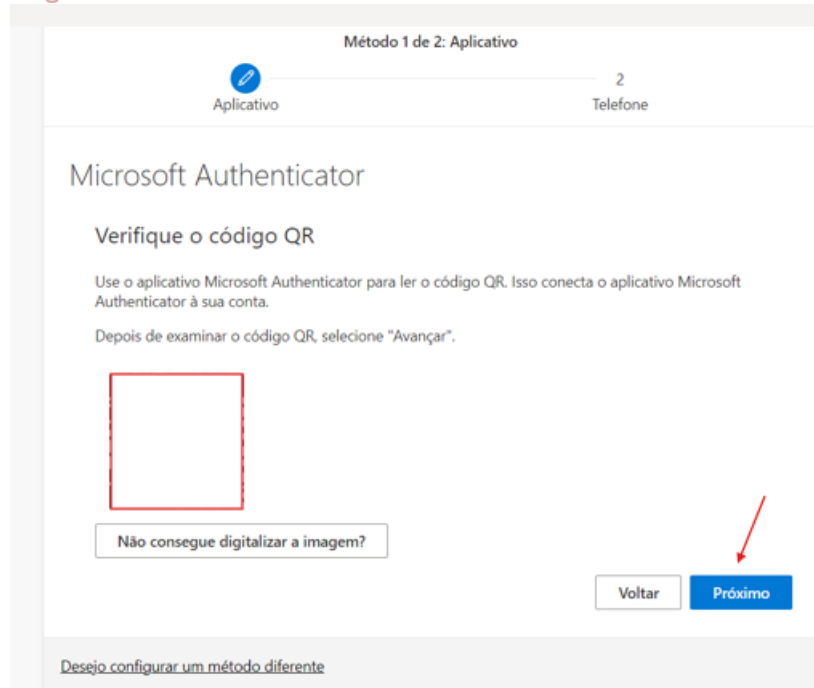 Método 1 de 2: Aplicativo
2
Aplicativo
Telefone
Microsoft Authenticator
Verifique o código QR
Use o aplicativo Microsoft Authenticator para ler o código QR. Isso conecta o aplicativo Microsoft
Authenticator à sua conta.
Depois de examinar o código QR, selecione "Avançar".
Não consegue digitalizar a imagem?
Voltar
Próximo
Desejo configurar um método diferente